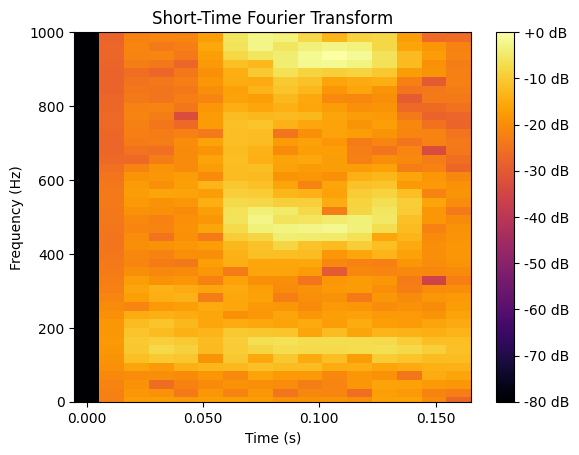 Short-Time Fourier Transform
1000
800
600
400
200
0
Frequency (Hz)
0.000
0.050
0.100
0.150
Time (s)
+0 dB
-10 dB
-20 dB
-30 dB
-40 dB
-50 dB
-60 dB
-70 dB
-80 dB